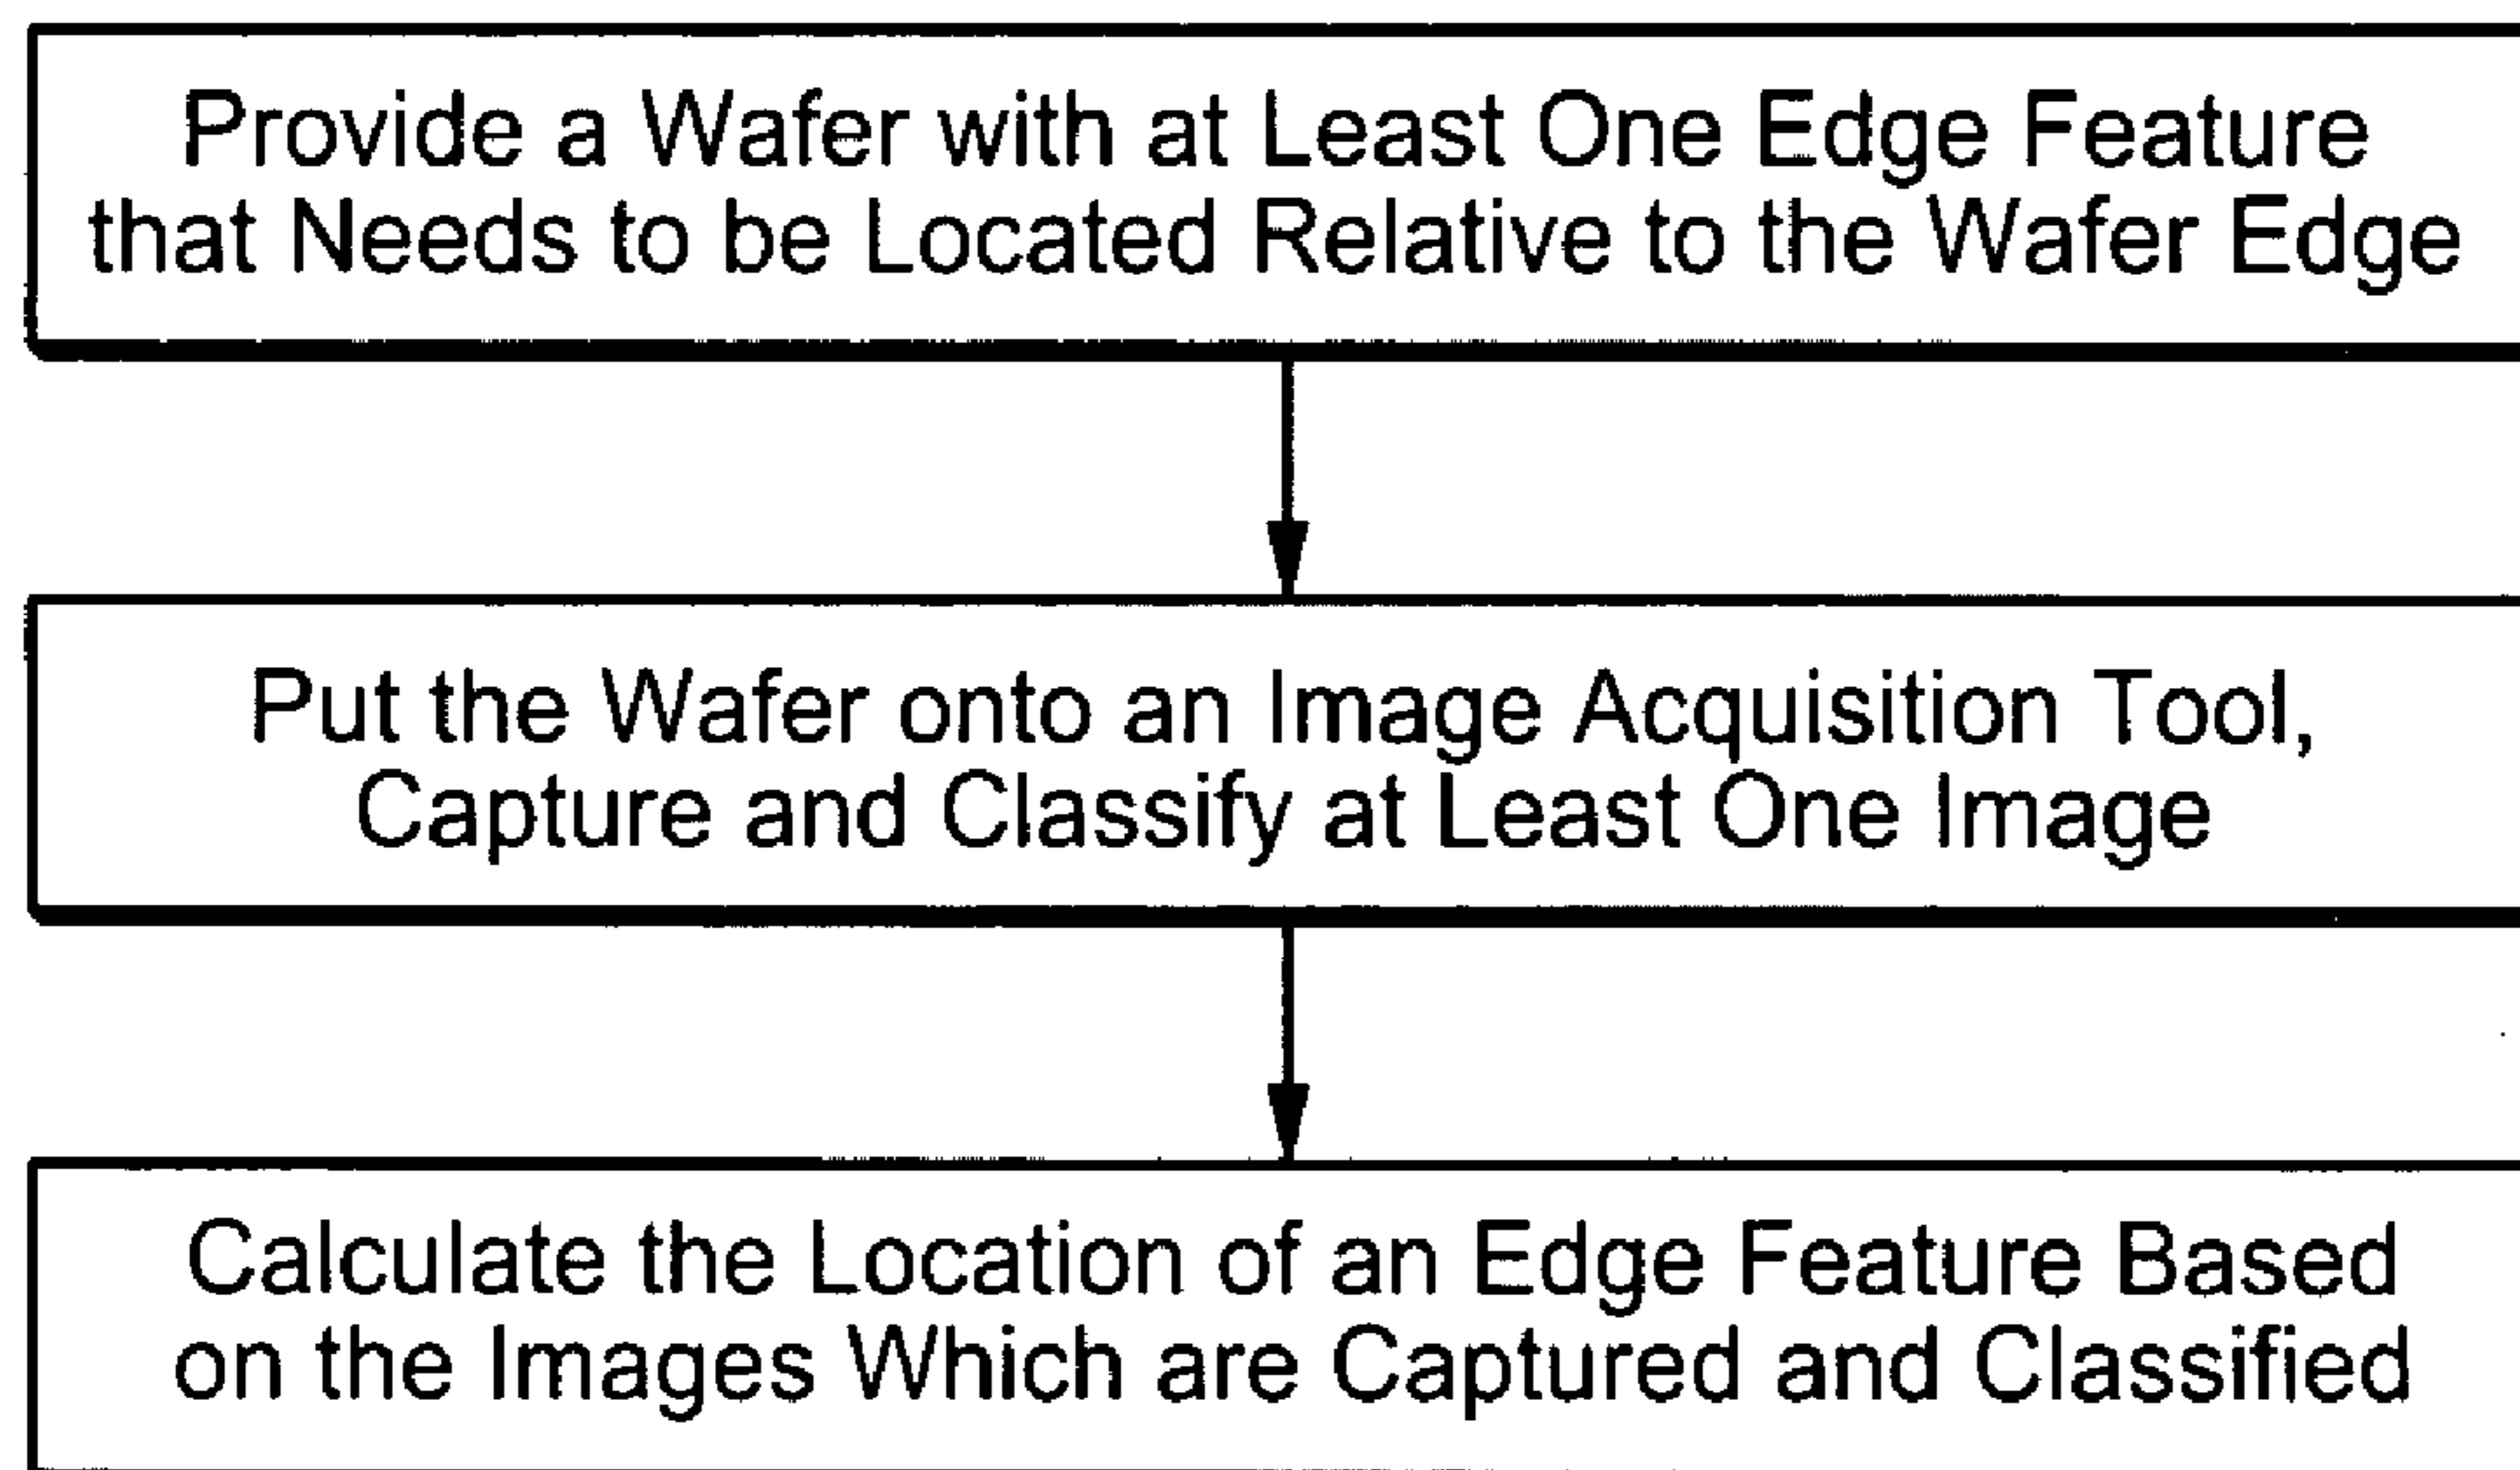 Provide a Wafer with at Least One Edge Feature
that Needs to be Located Relative to the Wafer Edge
Put the Wafer onto an Image Acquisition Tool,
Capture and Classify at Least One Image
Calculate the Location of an Edge Feature Based
on the Images Which are Captured and Classified